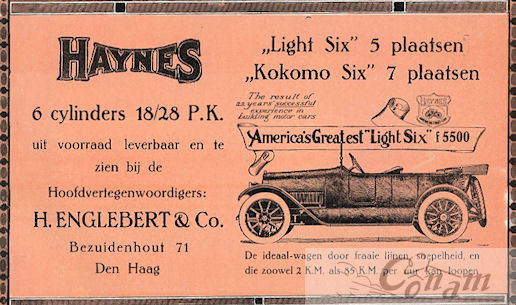 HAYNES
6 cylinders 18/28 P.K.
uit voorraad leverbaar en te
zien bij de
Hoofdvertegenwoordigers:
H. ENGLEBERT & Co.
Bezuidenhout 71
Den Haag
„Light Six” 5 plaatsen
„Kokomo Six” 7 plaatsen
The result of
22 years' successful
experience in
building motor cars
HAYNES
"America's Greatest "Light Six" f 5500
De ideaal-wagen door fraaie lijnen, soepelheid, en
die zoowel 2 K.M. als 85 K.M. per uur kan loopen
Conam